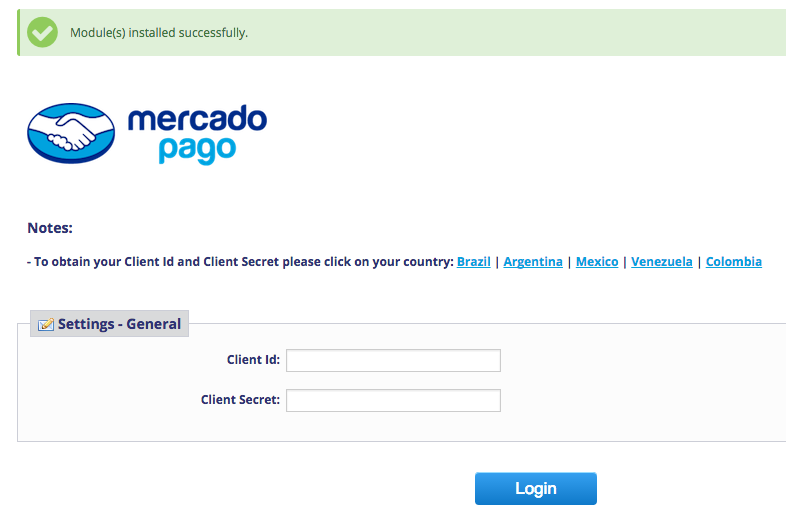 Module(s) installed successfully.
mercado
pago
Notes:
- To obtain your Client Id and Client Secret please click on your country: Brazil | Argentina | Mexico | Venezuela | Colombia
Settings - General
Client Id:
Client Secret:
Login